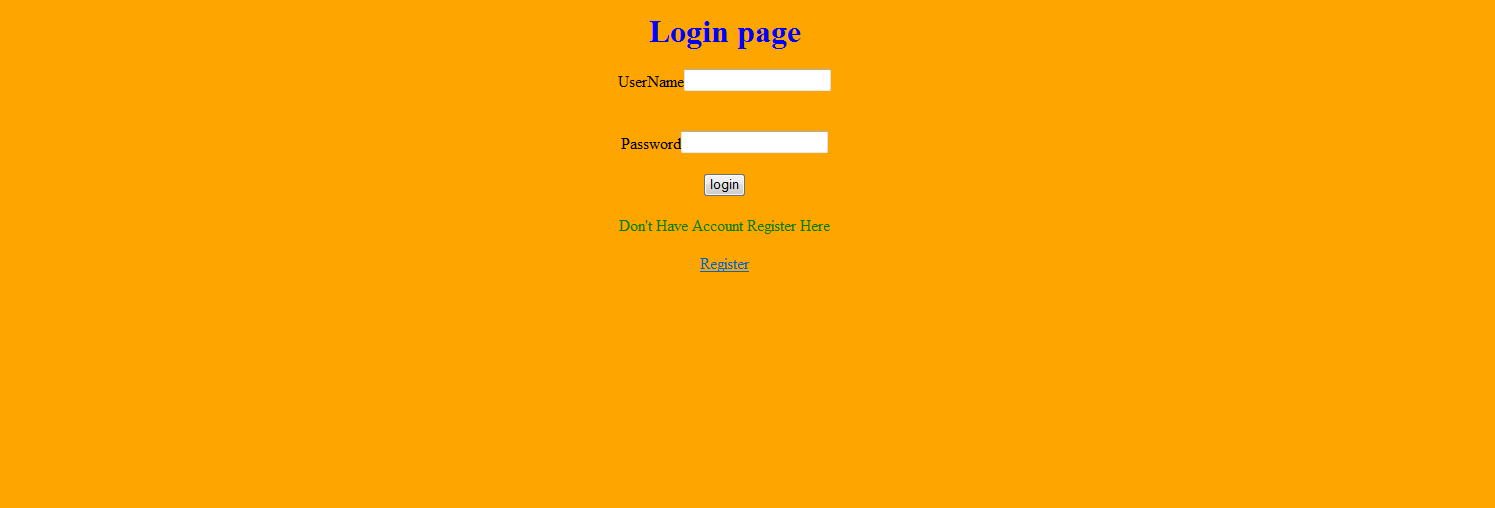 Login page
UserName
Password
login
Don't Have Account Register Here
Register